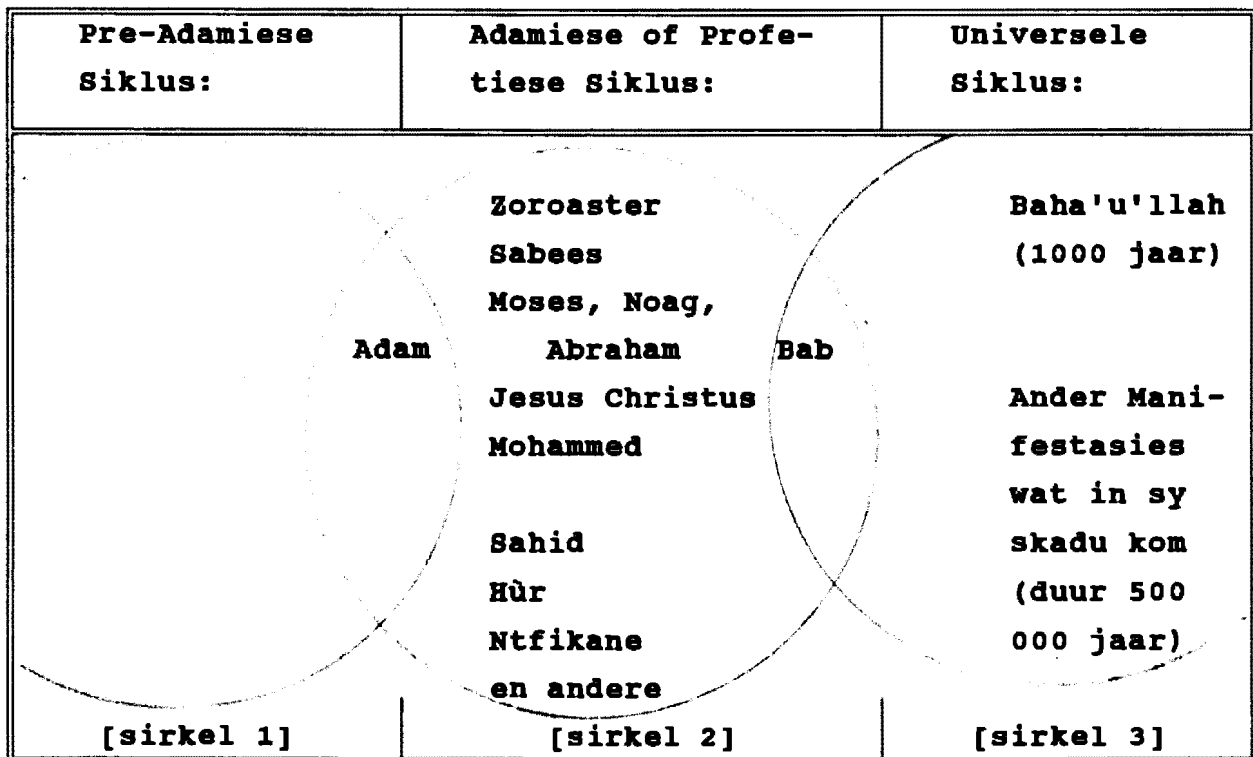 Pre-Adamiese
Siklus:
Adamiese of Profe-
tiese Siklus:
Universele
Siklus:
Adam
Zoroaster
Sabees
Moses, Noag,
Abraham
Jesus Christus
Mohammed
Sahid
Hùr
Ntfikane
en andere
Bab
Baha'u'llah
(1000 jaar)
Ander Mani-
festasies
wat in sy
skadu kom
(duur 500
000 jaar)
[sirkel 1]
[sirkel 2]
[sirkel 3]